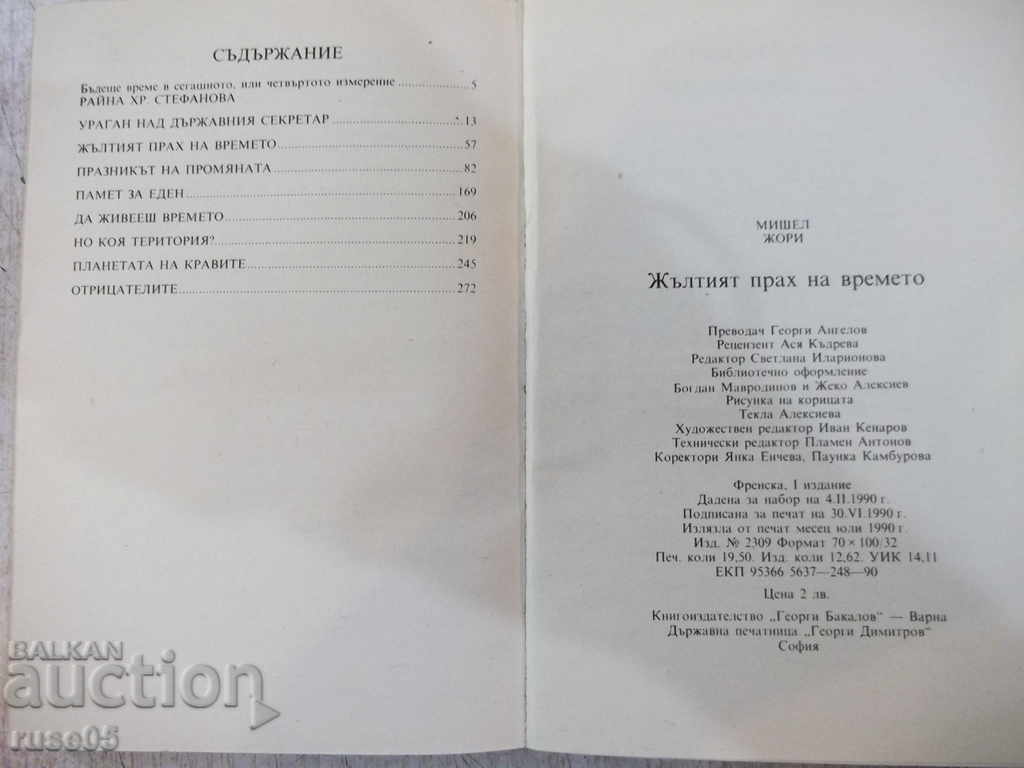 СЪДЪРЖАНИЕ
Бъдеще време в сегашното, или четвъртото измерение 5
РАЙНА ХР. СТЕФАНОВА
УРАГАН НАД ДЪРЖАВНИЯ СЕКРЕТАР 13
ЖЪЛТИЯТ ПРАХ НА ВРЕМЕТО 57
ПРАЗНИКЪТ НА ПРОМЯНАТА 82
ПАМЕТ ЗА ЕДЕН 169
ДА ЖИВЕЕШ ВРЕМЕТО 206
НО КОЯ ТЕРИТОРИЯ? 219
ПЛАНЕТАТА НА КРАВИТЕ 245
ОТРИЦАТЕЛИТЕ 272
МИШЕЛ
ЖОРИ
Жълтият прах на времето
Преводач Георги Ангелов
Рецензент Ася Къдрева
Редактор Светлана Иларионова
Библиотечно оформление
Богдан Мавродинов и Жеко Алексиев
Рисунка на корицата
Текла Алексиева
Художествен редактор Иван Кенаров
Технически редактор Пламен Антонов
Коректори Янка Енчева, Паунка Камбурова
Френска, I издание
Дадена за набор на 4.II.1990 г.
Подписана за печат на 30.VI.1990 г.
Излязла от печат месец юли 1990 г.
Изд. № 2309 Формат 70×100/32
Печ. коли 19,50. Изд. коли 12,62. УИК 14,11
ЕКП 95366 5637—248—90
Цена 2 лв.
Книгоиздателство „Георги Бакалов“ — Варна
Държавна печатница „Георги Димитров“
София
BALKAN
auction
ruse05